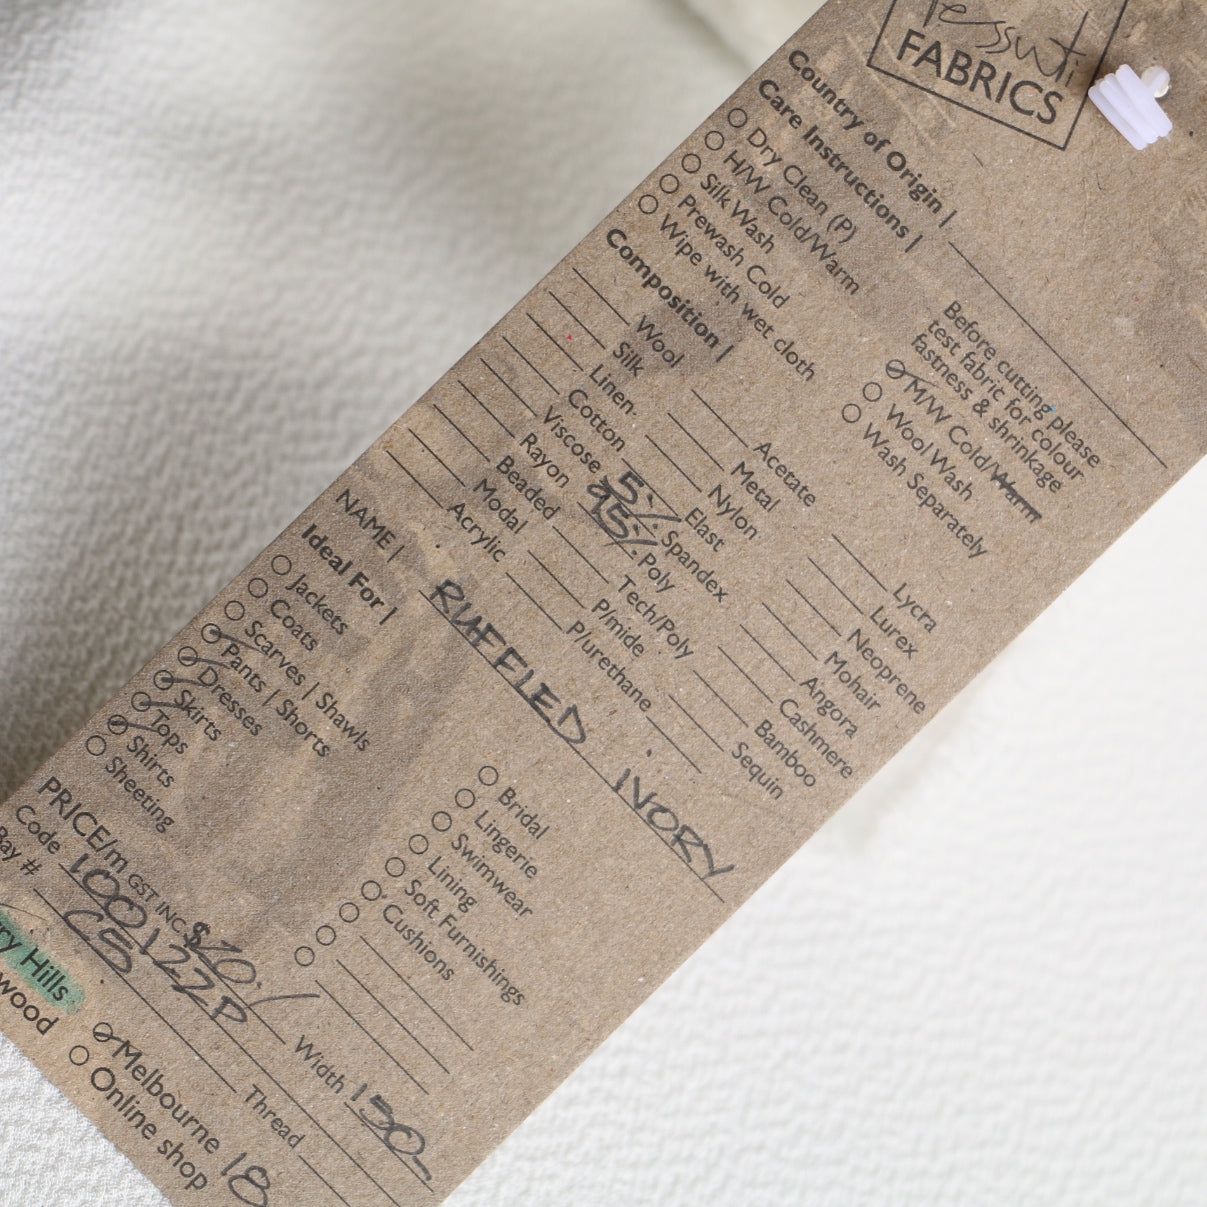 Tessuti
FABRICS
Country of Origin |
Care Instructions |
Dry Clean (P)
H/W Cold/Warm
Silk Wash
Prewash Cold
Wipe with wet cloth
Before cutting please
test fabric for colour
fastness & shrinkage
M/W Cold/Warm
Wool Wash
Wash Separately
Composition |
Wool
Silk
Linen
Cotton
Viscose
Rayon
Beaded
Modal
Acrylic
Acetate
Metal
Nylon
Elast
5% Spandex
95% Poly
Tech/Poly
P/mide
P/urethane
Lycra
Lurex
Neoprene
Mohair
Angora
Cashmere
Bamboo
Sequin
NAME | RUFFLED IVORY
Ideal For |
Jackets
Coats
Scarves | Shawls
Pants | Shorts
Dresses
Skirts
Tops
Shirts
Sheeting
Bridal
Lingerie
Swimwear
Lining
Soft Furnishings
Cushions
PRICE/m GST INC. $20.
Code 100122P Width 150
Bay # C5 Thread
ry Hills
wood
Melbourne 18
Online shop